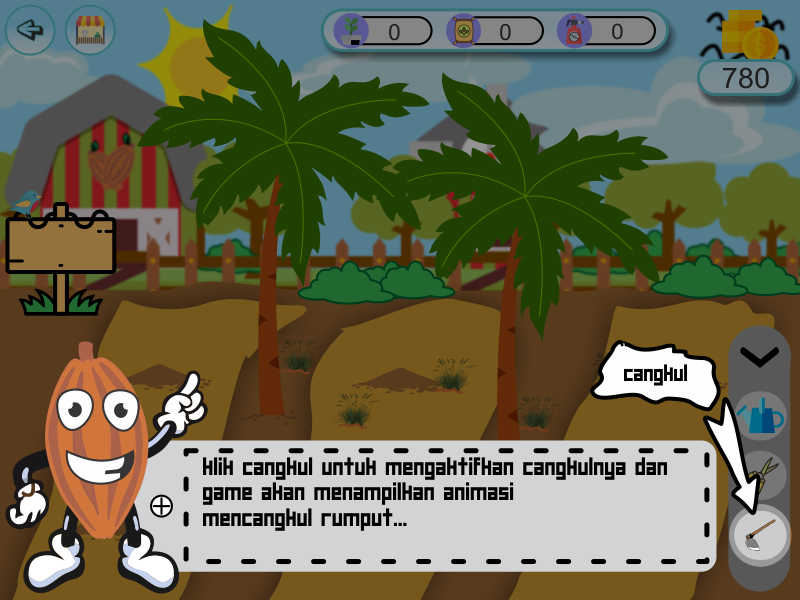 0
0
0
780
cangkul
klik cangkul untuk mengaktifkan cangkulnya dan
game akan menampilkan animasi
mencangkul rumput...